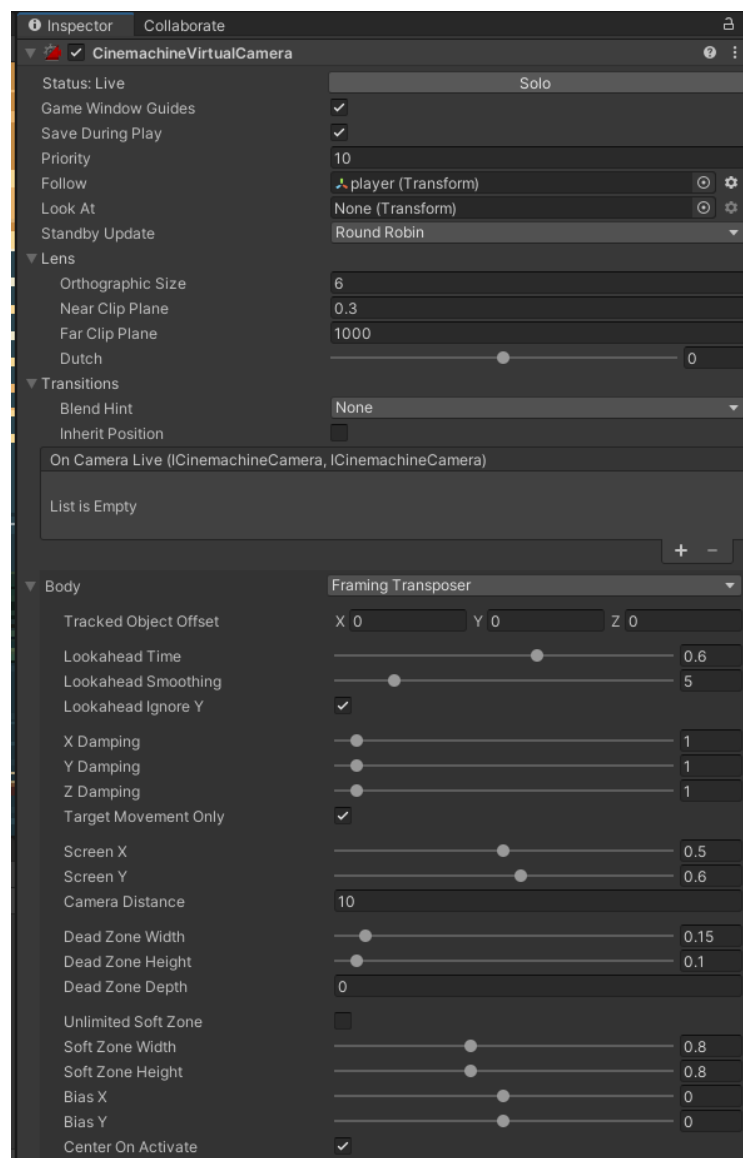 Inspector Collaborate
CinemachineVirtualCamera
Status: Live Solo
Game Window Guides
Save During Play
Priority 10
Follow player (Transform)
Look At None (Transform)
Standby Update Round Robin
Lens
Orthographic Size 6
Near Clip Plane 0.3
Far Clip Plane 1000
Dutch 0
Transitions
Blend Hint None
Inherit Position
On Camera Live (ICinemachineCamera, ICinemachineCamera)
List is Empty
Body Framing Transposer
Tracked Object Offset X 0 Y 0 Z 0
Lookahead Time 0.6
Lookahead Smoothing 5
Lookahead Ignore Y
X Damping 1
Y Damping 1
Z Damping 1
Target Movement Only
Screen X 0.5
Screen Y 0.6
Camera Distance 10
Dead Zone Width 0.15
Dead Zone Height 0.1
Dead Zone Depth 0
Unlimited Soft Zone
Soft Zone Width 0.8
Soft Zone Height 0.8
Bias X 0
Bias Y 0
Center On Activate